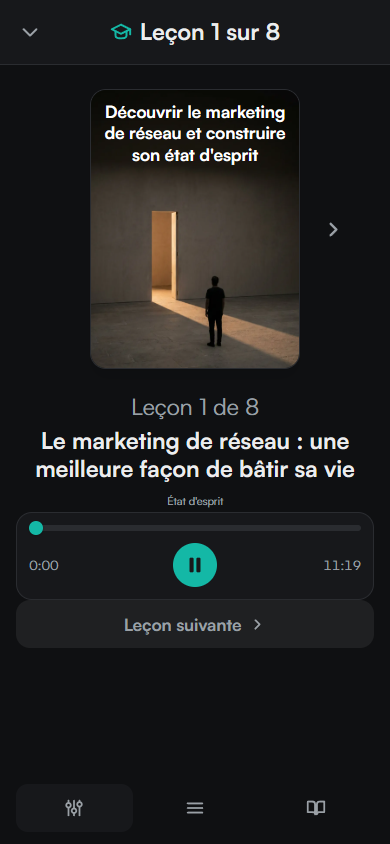 Leçon 1 sur 8
Découvrir le marketing
de réseau et construire
son état d'esprit
Leçon 1 de 8
Le marketing de réseau : une
meilleure façon de bâtir sa vie
État d'esprit
0:00
11:19
Leçon suivante